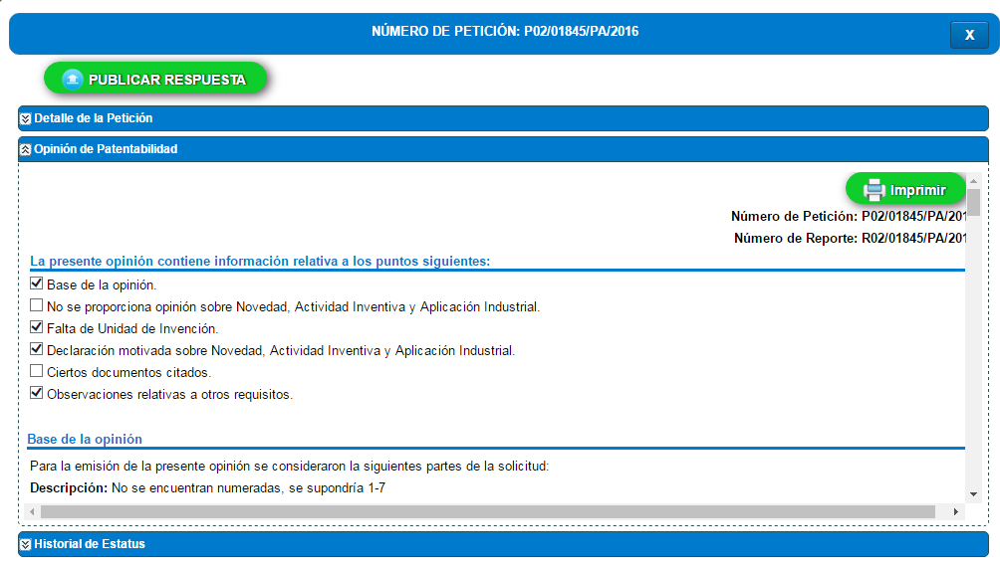 NÚMERO DE PETICIÓN: P02/01845/PA/2016
X
PUBLICAR RESPUESTA
Detalle de la Petición
Opinión de Patentabilidad
Imprimir
Número de Petición: P02/01845/PA/201
Número de Reporte: R02/01845/PA/201
La presente opinión contiene información relativa a los puntos siguientes:
Base de la opinión.
No se proporciona opinión sobre Novedad, Actividad Inventiva y Aplicación Industrial.
Falta de Unidad de Invención.
Declaración motivada sobre Novedad, Actividad Inventiva y Aplicación Industrial.
Ciertos documentos citados.
Observaciones relativas a otros requisitos.
Base de la opinión
Para la emisión de la presente opinión se consideraron la siguientes partes de la solicitud:
Descripción: No se encuentran numeradas, se supondría 1-7
Historial de Estatus